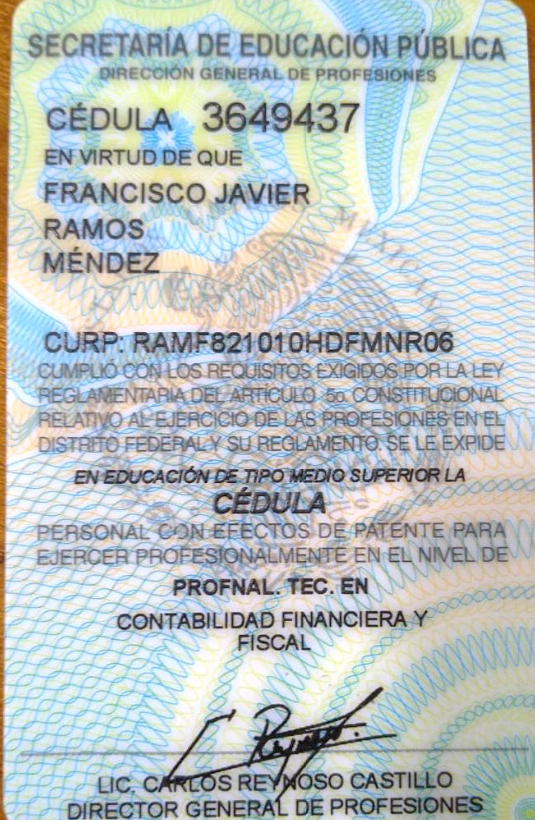 SECRETARÍA DE EDUCACIÓN PÚBLICA
DIRECCIÓN GENERAL DE PROFESIONES
CÉDULA 3649437
EN VIRTUD DE QUE
FRANCISCO JAVIER
RAMOS
MÉNDEZ
CURP: RAMF821010HDFMNR06
CUMPLIÓ CON LOS REQUISITOS EXIGIDOS POR LA LEY
REGLAMENTARIA DEL ARTÍCULO 5o. CONSTITUCIONAL
RELATIVO AL EJERCICIO DE LAS PROFESIONES EN EL
DISTRITO FEDERAL Y SU REGLAMENTO, SE LE EXPIDE
EN EDUCACIÓN DE TIPO MEDIO SUPERIOR LA
CÉDULA
PERSONAL CON EFECTOS DE PATENTE PARA
EJERCER PROFESIONALMENTE EN EL NIVEL DE
PROFNAL. TEC. EN
CONTABILIDAD FINANCIERA Y
FISCAL
LIC. CARLOS REYNOSO CASTILLO
DIRECTOR GENERAL DE PROFESIONES